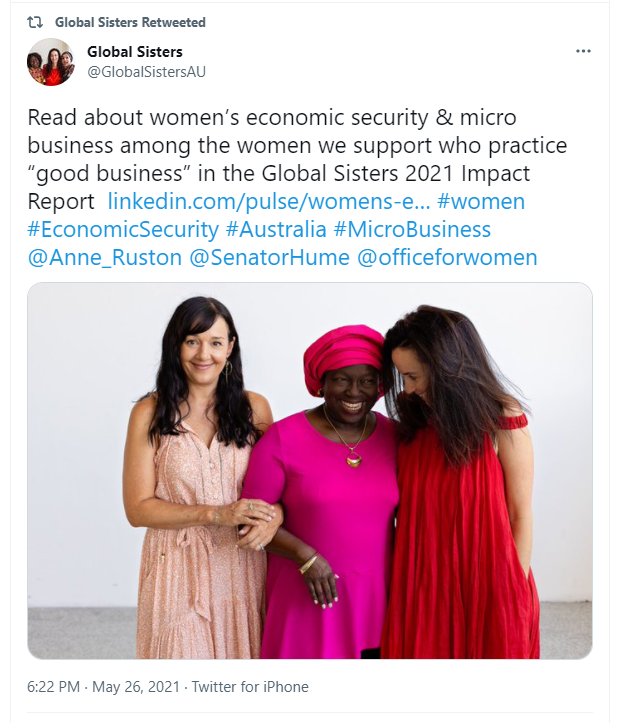 Global Sisters Retweeted
Global Sisters
@GlobalSistersAU
Read about women’s economic security & micro
business among the women we support who practice
“good business” in the Global Sisters 2021 Impact
Report linkedin.com/pulse/womens-e... #women
#EconomicSecurity #Australia #MicroBusiness
@Anne_Ruston @SenatorHume @officeforwomen
6:22 PM · May 26, 2021 · Twitter for iPhone